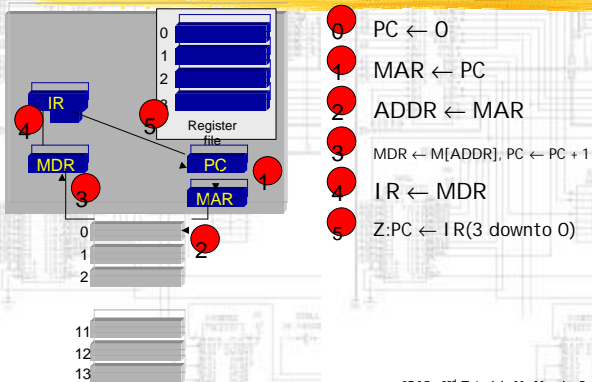 0
1
2
3
Register
file
IR
4
5
MDR
PC
1
3
MAR
0
2
1
2
11
12
13
0 PC ← 0
1 MAR ← PC
2 ADDR ← MAR
3 MDR ← M[ADDR], PC ← PC + 1
4 IR ← MDR
5 Z:PC ← IR(3 downto 0)